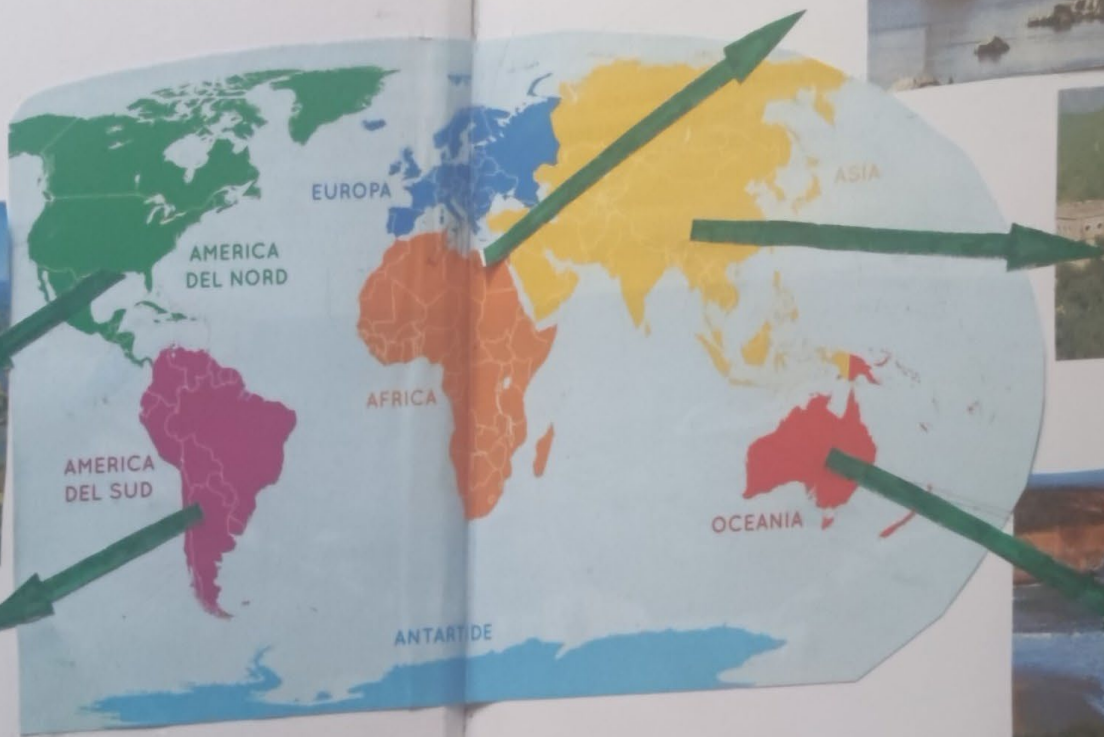 EUROPA
ASIA
AMERICA
DEL NORD
AFRICA
AMERICA
DEL SUD
OCEANIA
ANTARTIDE